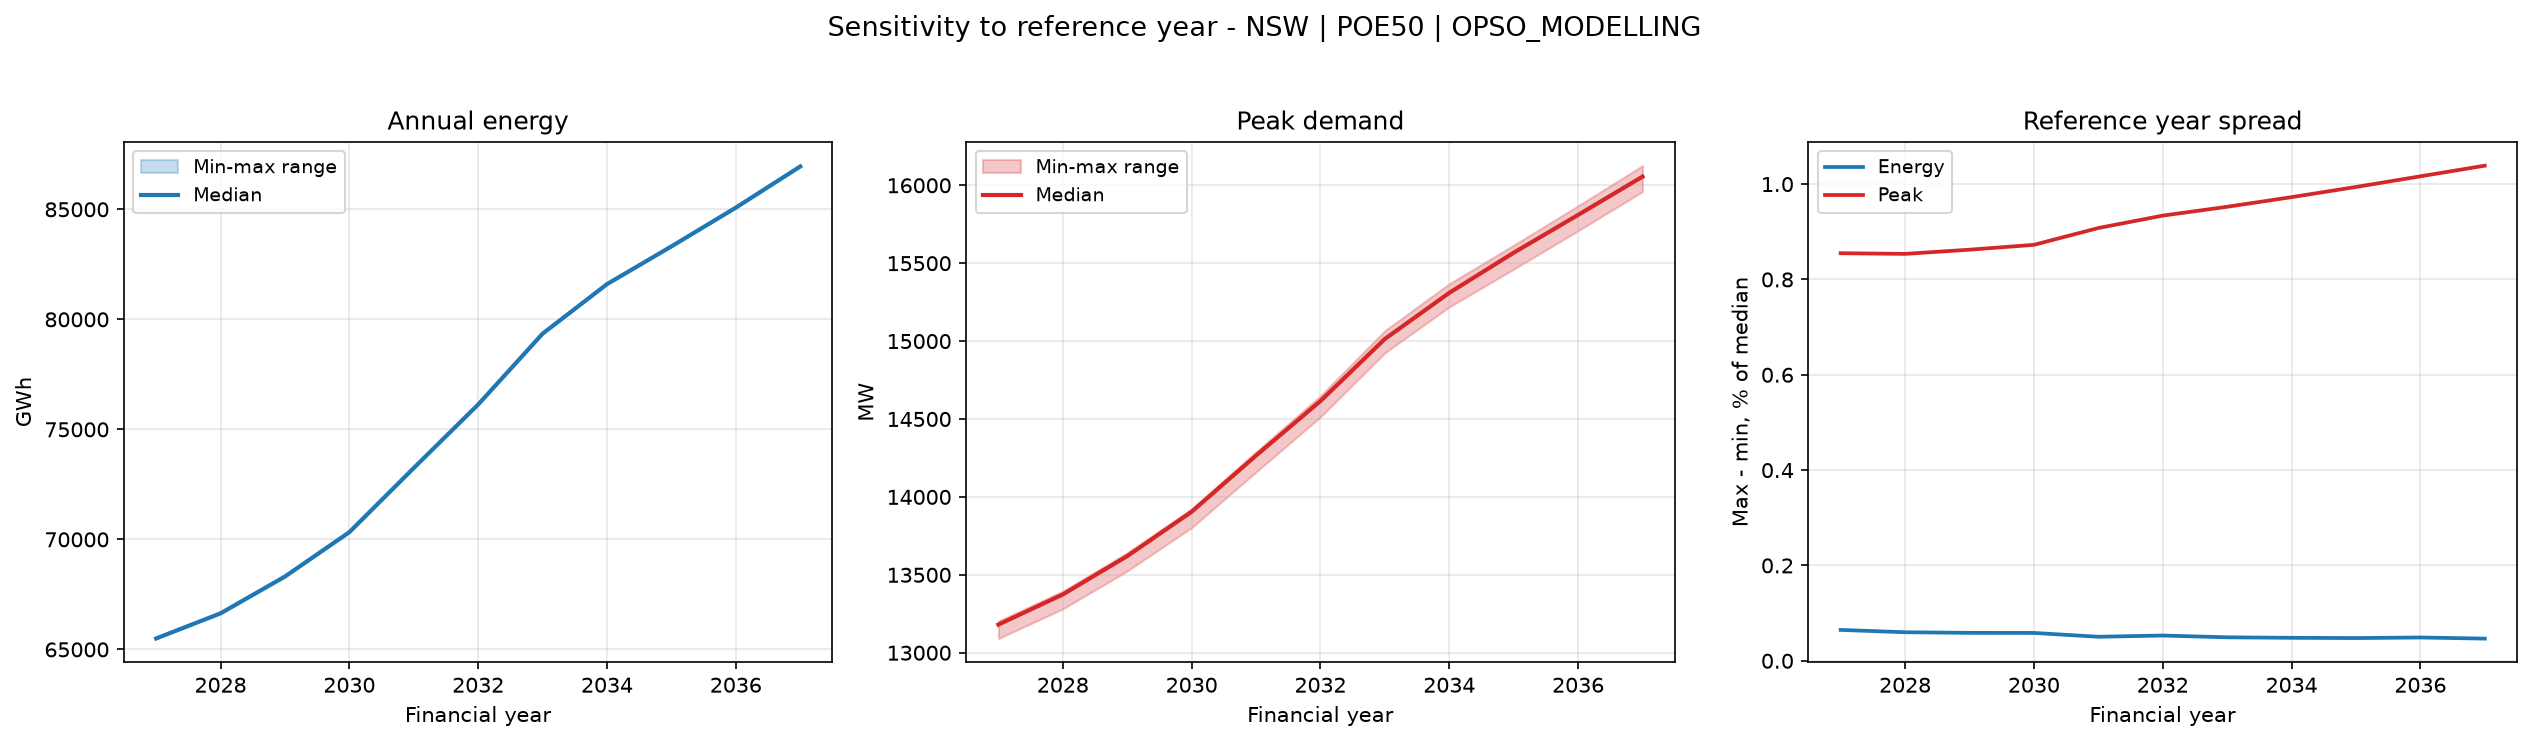 Sensitivity to reference year - NSW | POE50 | OPSO_MODELLING
Annual energy
Min-max range
Median
GWh
85000
80000
75000
70000
65000
2028 2030 2032 2034 2036
Financial year
Peak demand
Min-max range
Median
MW
16000
15500
15000
14500
14000
13500
13000
2028 2030 2032 2034 2036
Financial year
Reference year spread
Energy
Peak
Max - min, % of median
1.0
0.8
0.6
0.4
0.2
0.0
2028 2030 2032 2034 2036
Financial year